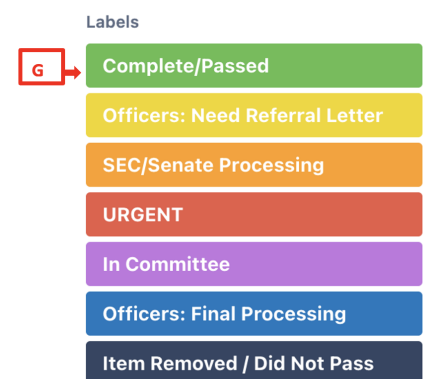 Labels
G
Complete/Passed
Officers: Need Referral Letter
SEC/Senate Processing
URGENT
In Committee
Officers: Final Processing
Item Removed / Did Not Pass